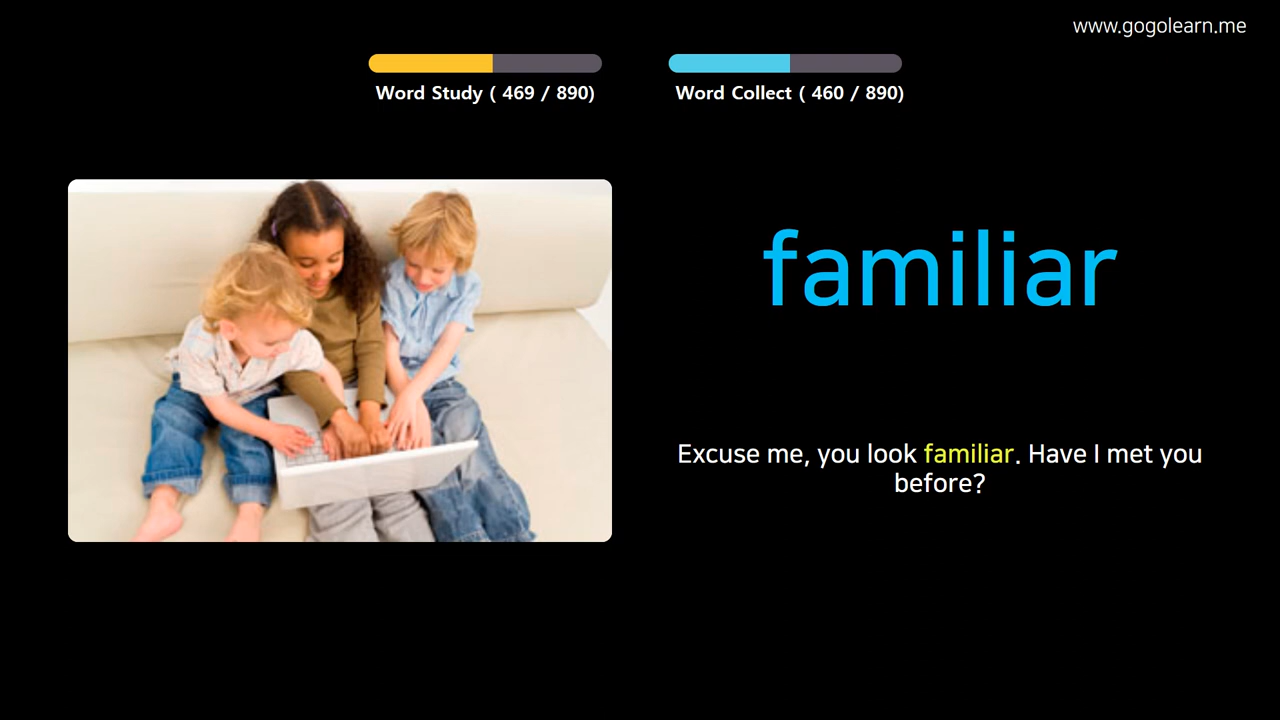 www.gogolearn.me
Word Study ( 469 / 890)
Word Collect ( 460 / 890)
familiar
Excuse me, you look familiar. Have I met you
before?